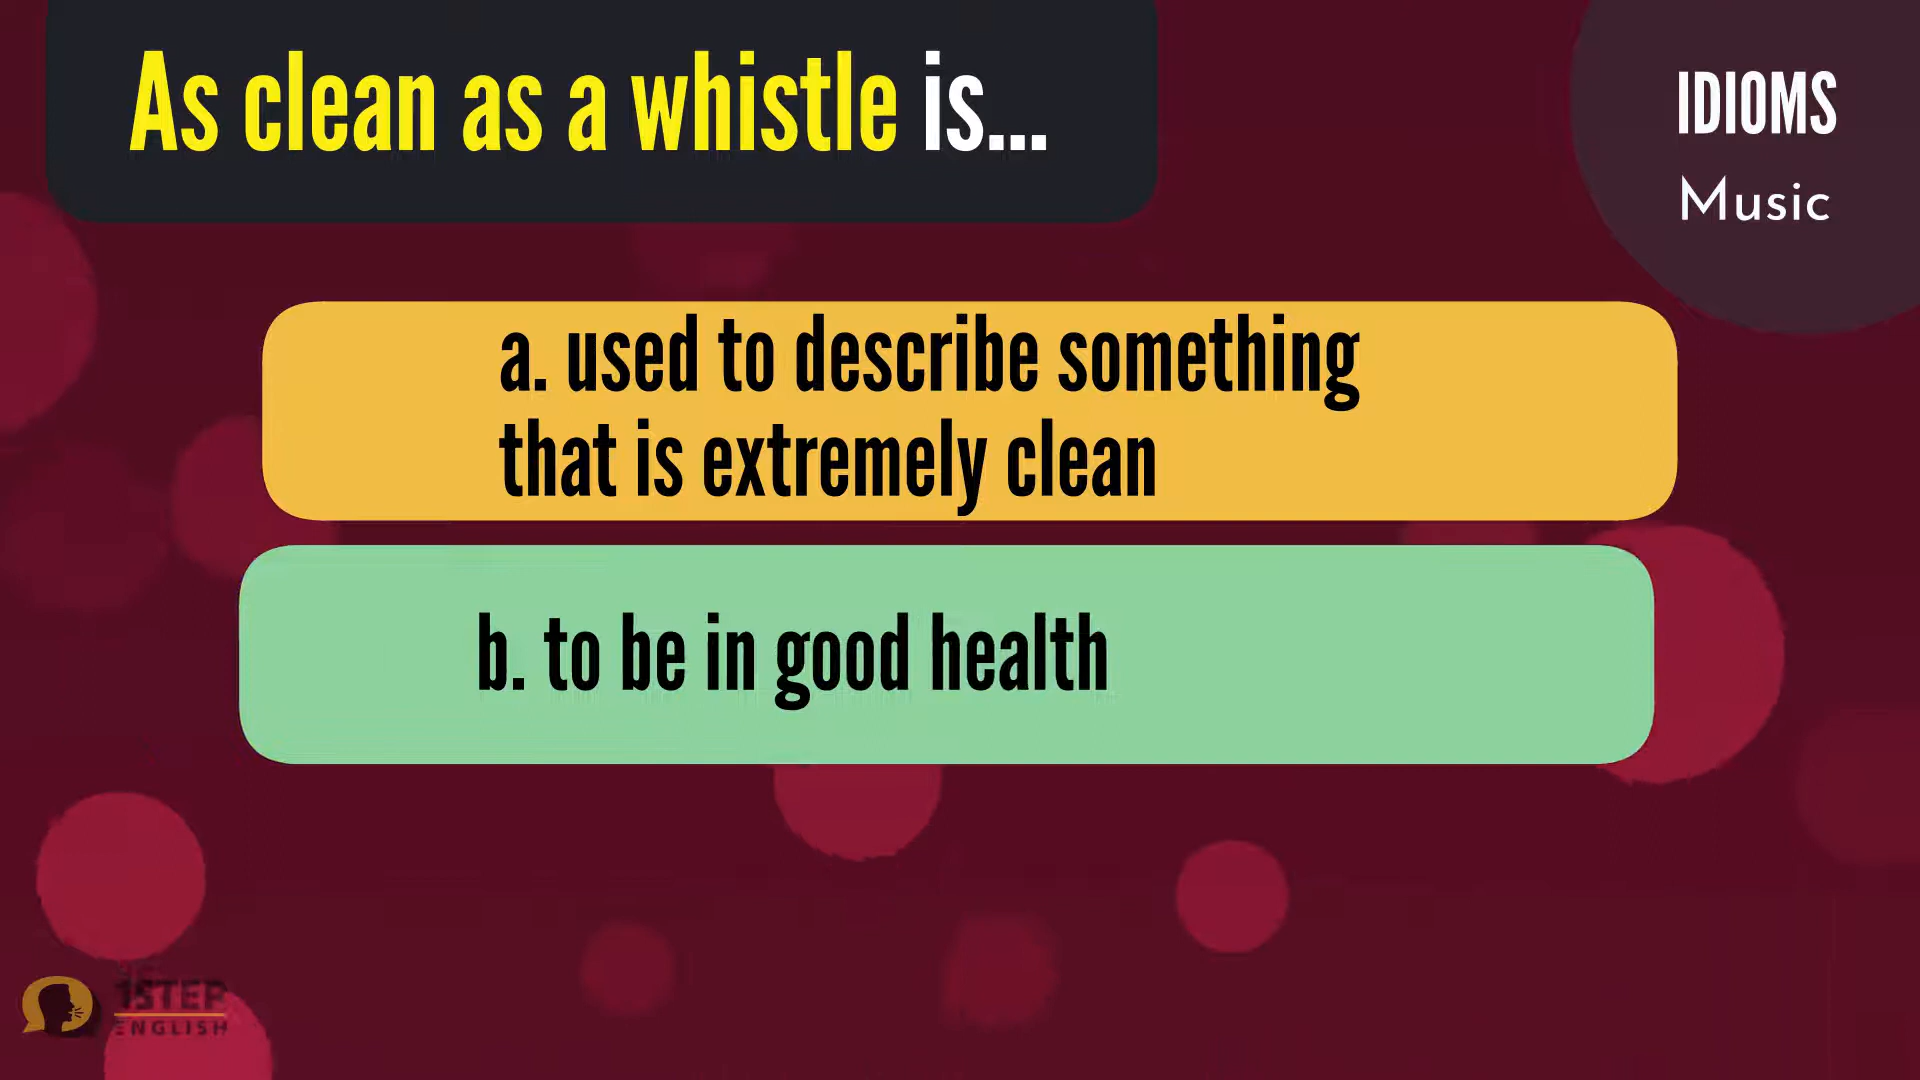 As clean as a whistle is...
IDIOMS
Music
a. used to describe something
that is extremely clean
b. to be in good health
1STEP
ENGLISH